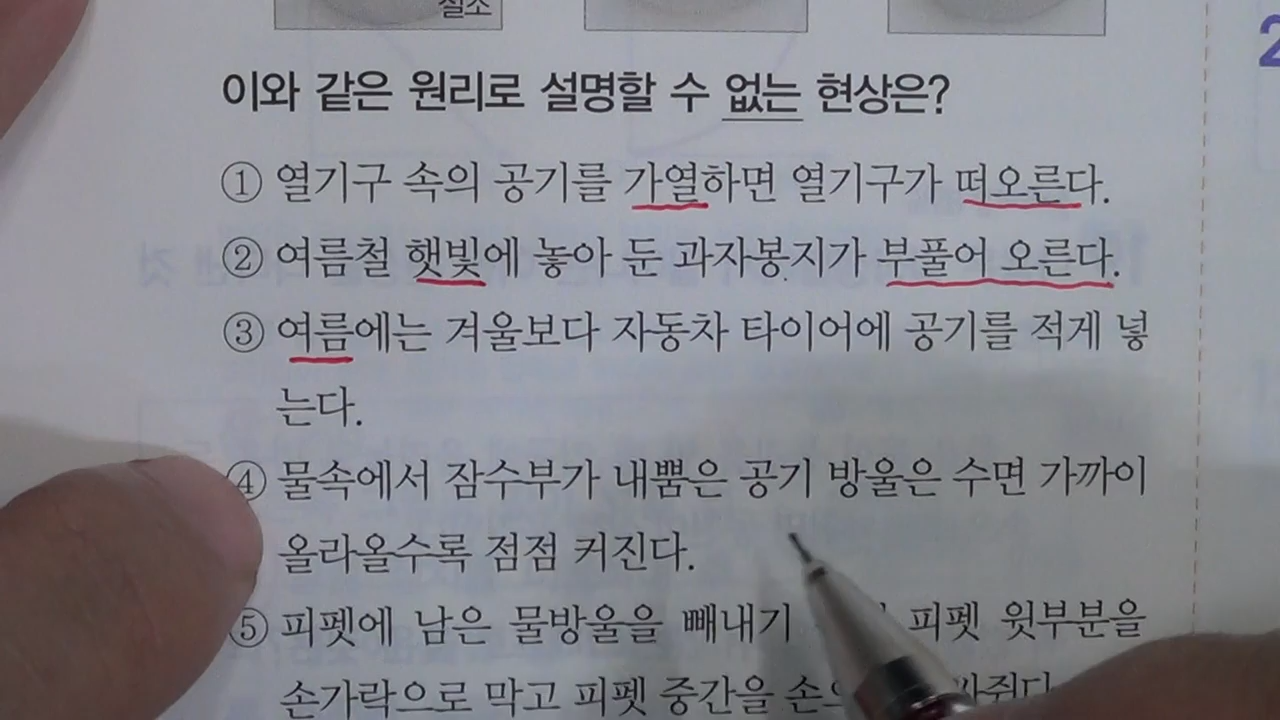 질소
이와 같은 원리로 설명할 수 없는 현상은?
① 열기구 속의 공기를 가열하면 열기구가 떠오른다.
② 여름철 햇빛에 놓아 둔 과자봉지가 부풀어 오른다.
③ 여름에는 겨울보다 자동차 타이어에 공기를 적게 넣
는다.
④ 물속에서 잠수부가 내뿜은 공기 방울은 수면 가까이
올라올수록 점점 커진다.
⑤ 피펫에 남은 물방울을 빼내기 피펫 윗부분을
손가락으로 막고 피펫 중간을
2